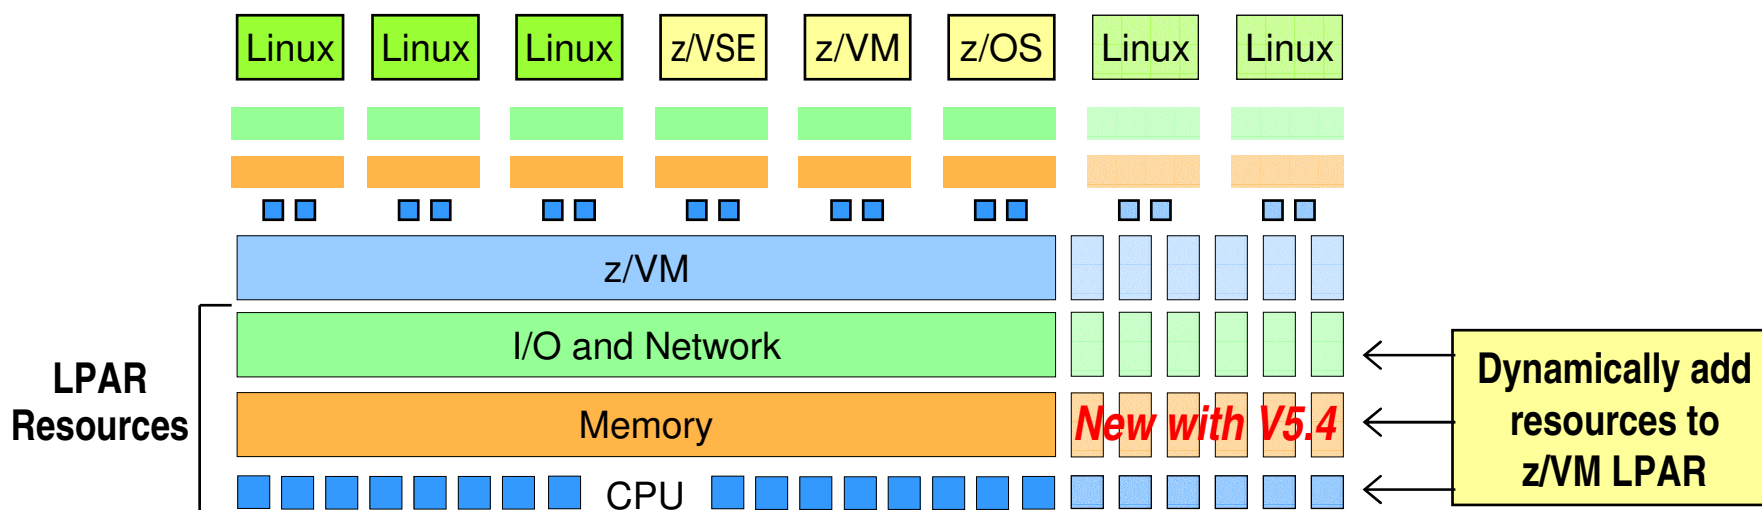 Linux Linux Linux z/VSE z/VM z/OS Linux Linux
z/VM
I/O and Network
LPAR
Resources
Memory
New with V5.4
CPU
Dynamically add
resources to
z/VM LPAR